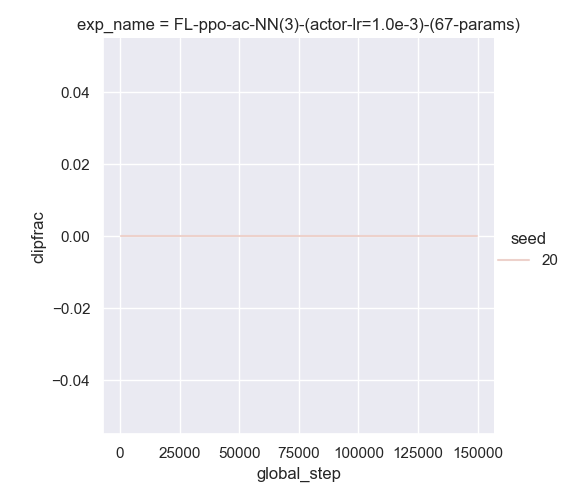 exp_name = FL-ppo-ac-NN(3)-(actor-lr=1.0e-3)-(67-params)
0.04
0.02
0.00
−0.02
−0.04
clipfrac
0 25000 50000 75000 100000 125000 150000
global_step
seed
20